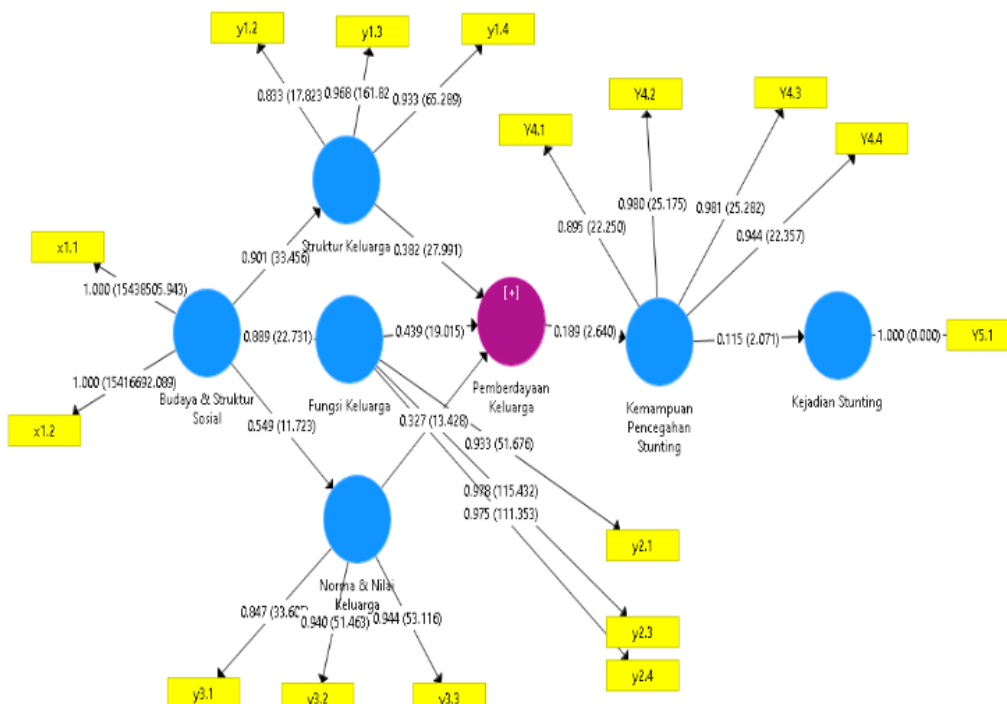 y1.2
y1.3
y1.4
0.833 (17.823
0.968 (161.82
0.933 (65.289)
Struktur Keluarga
Y4.1
Y4.2
Y4.3
Y4.4
0.895 (22.250)
0.980 (25.175)
0.981 (25.282)
0.944 (22.357)
x1.1
1.000 (15438505.943)
0.901 (33.456)
0.382 (27.991)
[+]
0.889 (22.731)
0.439 (19.015)
0.189 (2.640)
0.115 (2.071)
1.000 (0.000)
Y5.1
1.000 (15416692.089)
x1.2
Budaya & Struktur
Sosial
Fungsi Keluarga
Pemberdayaan
Keluarga
Kemampuan
Pencegahan
Stunting
Kejadian Stunting
0.549 (11.723)
0.327 (13.428)
0.933 (51.676)
0.978 (115.432)
0.975 (111.353)
y2.1
Norma & Nilai
Keluarga
0.847 (33.60
0.940 (51.463)
0.944 (53.116)
y2.3
y2.4
y3.1
y3.2
y3.3